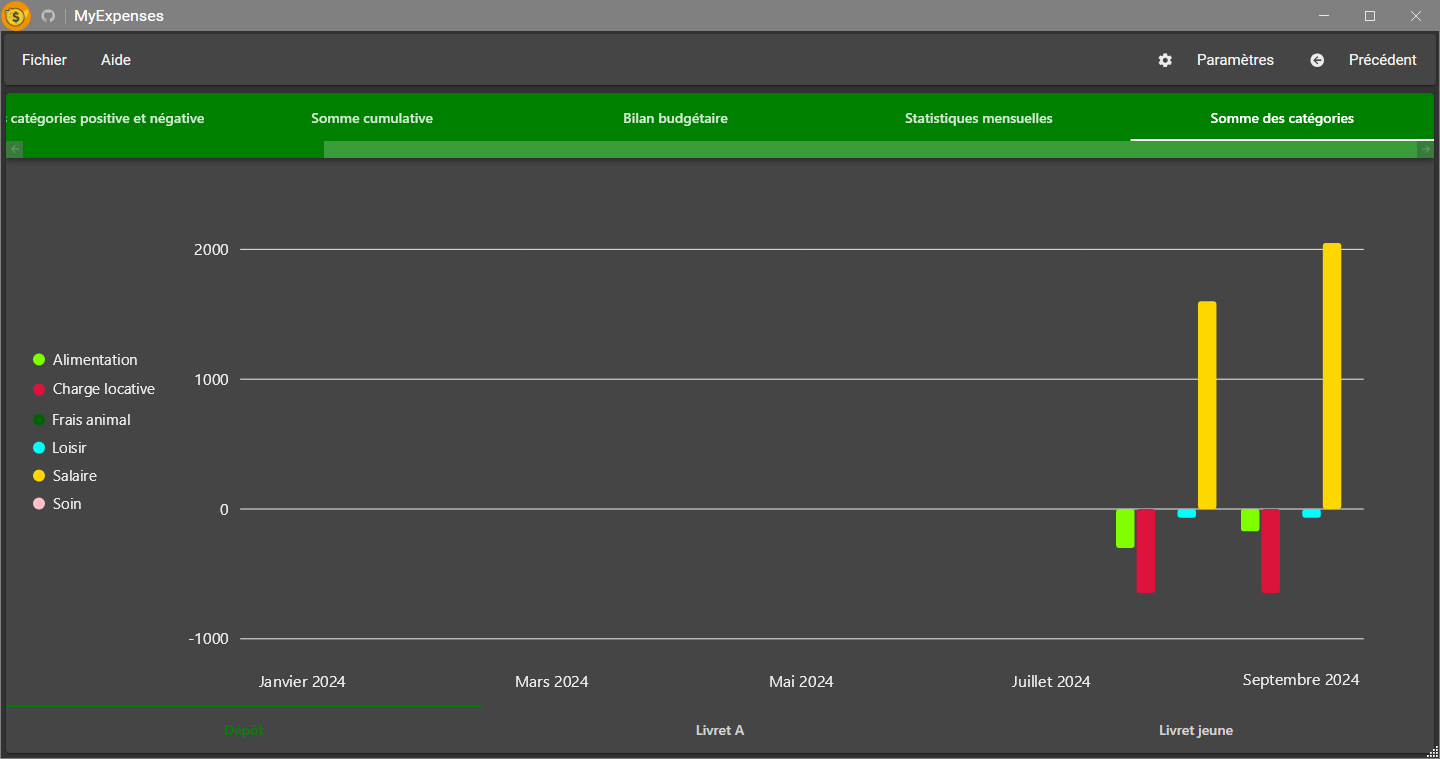 MyExpenses
Fichier Aide Paramètres Précédent
catégories positive et négative Somme cumulative Bilan budgétaire Statistiques mensuelles Somme des catégories
2000
1000
0
-1000
Alimentation
Charge locative
Frais animal
Loisir
Salaire
Soin
Janvier 2024 Mars 2024 Mai 2024 Juillet 2024 Septembre 2024
Livret A Livret jeune